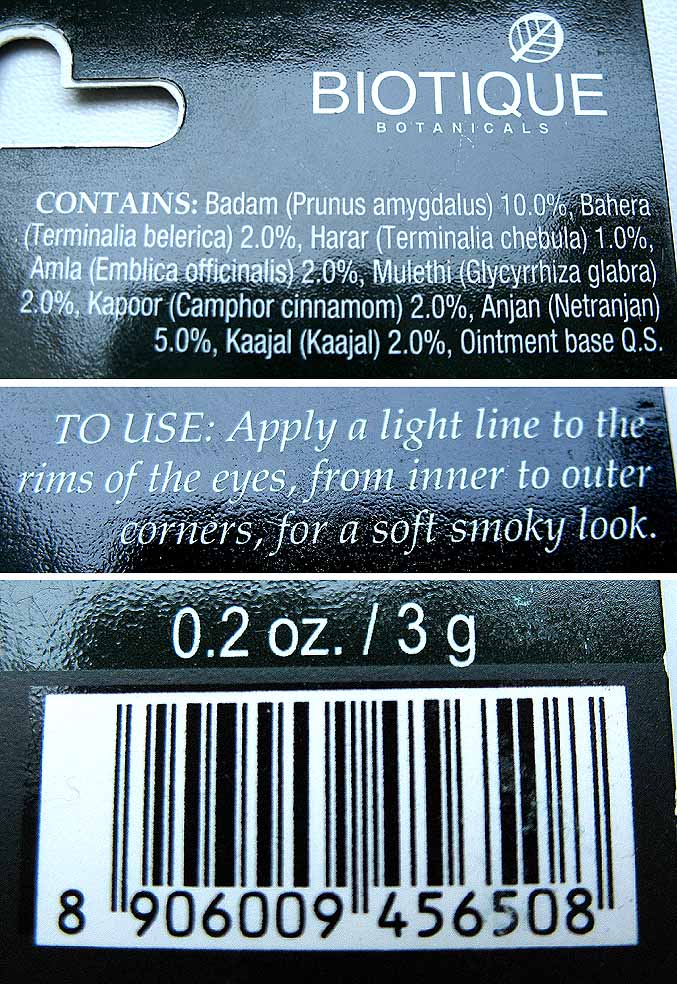 BIOTIQUE
BOTANICALS
CONTAINS: Badam (Prunus amygdalus) 10.0%, Bahera
(Terminalia belerica) 2.0%, Harar (Terminalia chebula) 1.0%,
Amla (Emblica officinalis) 2.0%, Mulethi (Glycyrrhiza glabra)
2.0%, Kapoor (Camphor cinnamom) 2.0%, Anjan (Netranjan)
5.0%, Kaajal (Kaajal) 2.0%, Ointment base Q.S.
TO USE: Apply a light line to the
rims of the eyes, from inner to outer
corners, for a soft smoky look.
0.2 oz. / 3 g
8 906009 456508